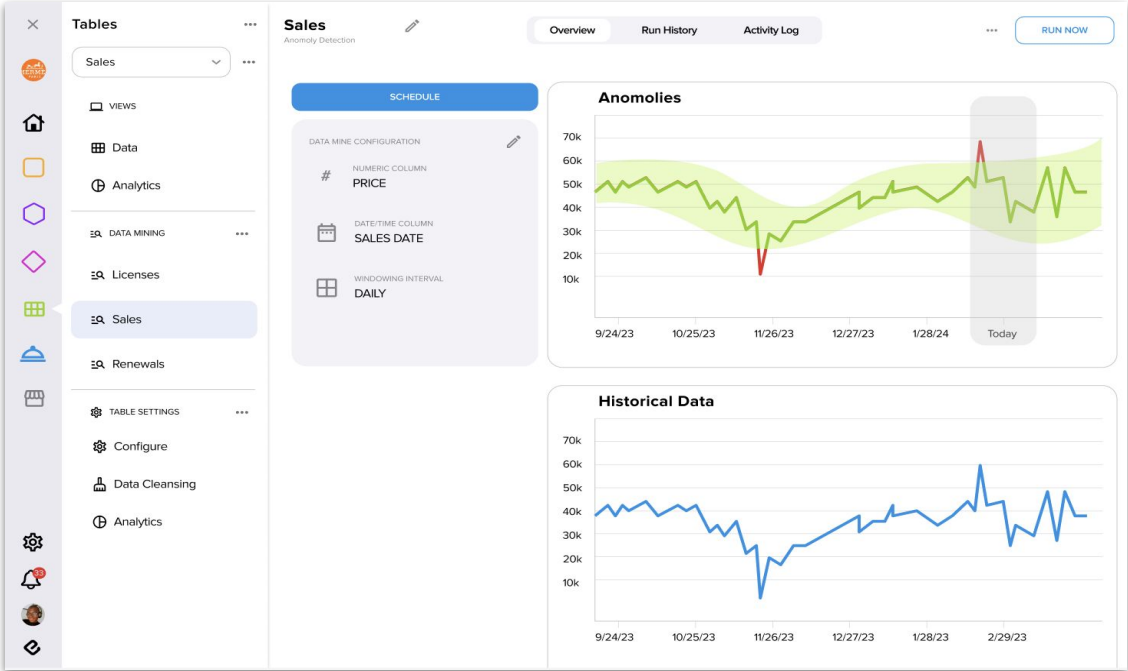 Tables
Sales
VIEWS
Data
Analytics
DATA MINING
Licenses
Sales
Renewals
TABLE SETTINGS
Configure
Data Cleansing
Analytics
33
Sales
Anomoly Detection
Overview
Run History
Activity Log
RUN NOW
SCHEDULE
DATA MINE CONFIGURATION
#
NUMERIC COLUMN
PRICE
DATE/TIME COLUMN
SALES DATE
WINDOWING INTERVAL
DAILY
Anomolies
70k
60k
50k
40k
30k
20k
10k
9/24/23 10/25/23 11/26/23 12/27/23 1/28/24 Today
Historical Data
70k
60k
50k
40k
30k
20k
10k
9/24/23 10/25/23 11/26/23 12/27/23 1/28/23 2/29/23